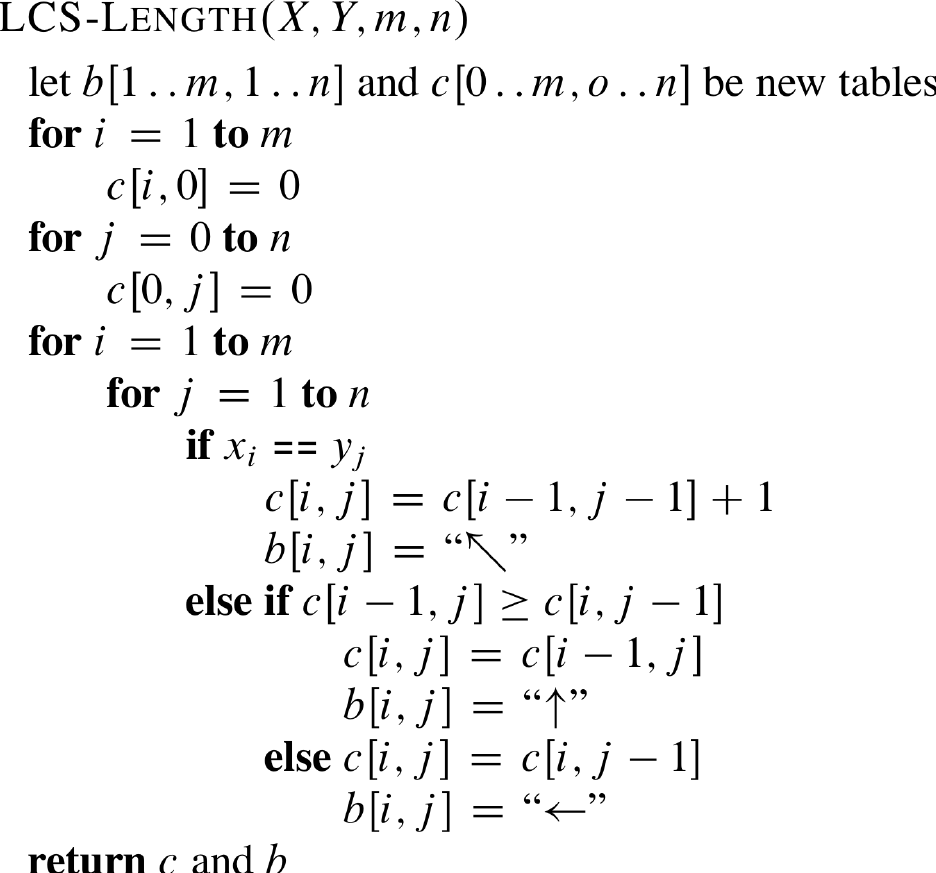 LCS-LENGTH(X, Y, m, n)
let b[1 . . m, 1 . . n] and c[0 . . m, o . . n] be new tables
for i = 1 to m
c[i, 0] = 0
for j = 0 to n
c[0, j] = 0
for i = 1 to m
for j = 1 to n
if xᵢ == yⱼ
c[i, j] = c[i − 1, j − 1] + 1
b[i, j] = “↖”
else if c[i − 1, j] ≥ c[i, j − 1]
c[i, j] = c[i − 1, j]
b[i, j] = “↑”
else c[i, j] = c[i, j − 1]
b[i, j] = “←”
return c and b